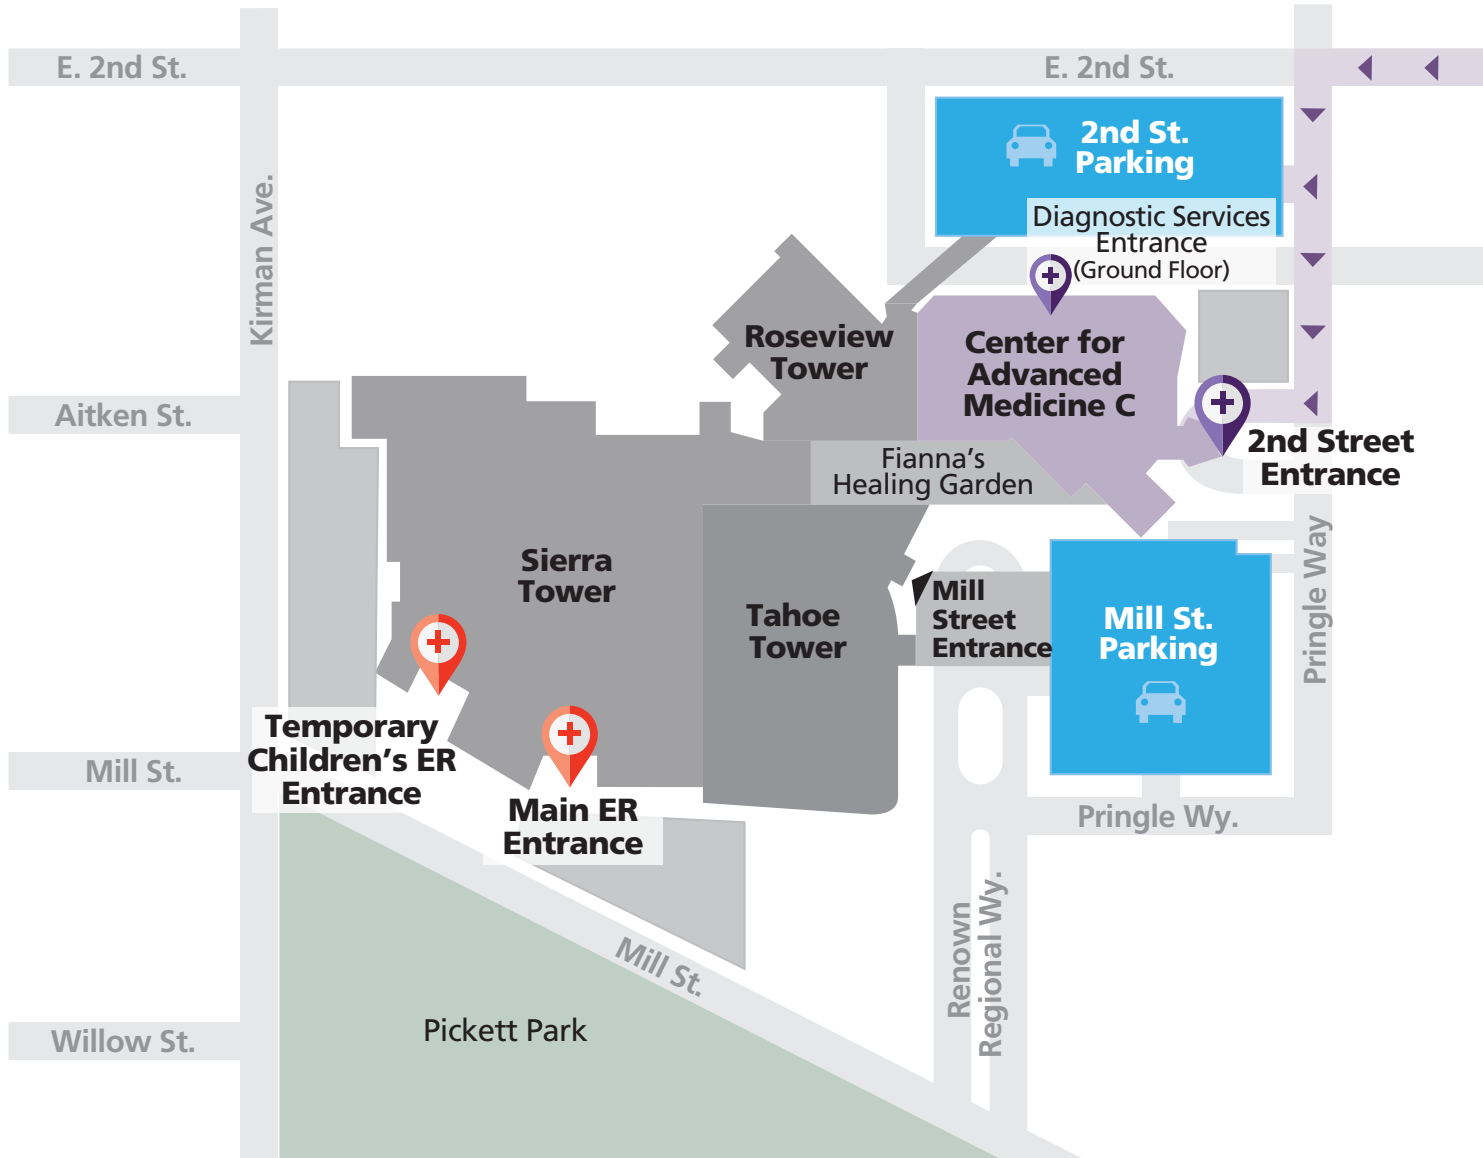 E. 2nd St.
E. 2nd St.
2nd St.
Parking
Kirman Ave.
Diagnostic Services
Entrance
(Ground Floor)
Roseview
Tower
Center for
Advanced
Medicine C
Aitken St.
2nd Street
Entrance
Fianna’s
Healing Garden
Sierra
Tower
Tahoe
Tower
Mill
Street
Entrance
Mill St.
Parking
Pringle Way
Temporary
Children’s ER
Entrance
Mill St.
Main ER
Entrance
Pringle Wy.
Renown
Regional Wy.
Mill St.
Pickett Park
Willow St.